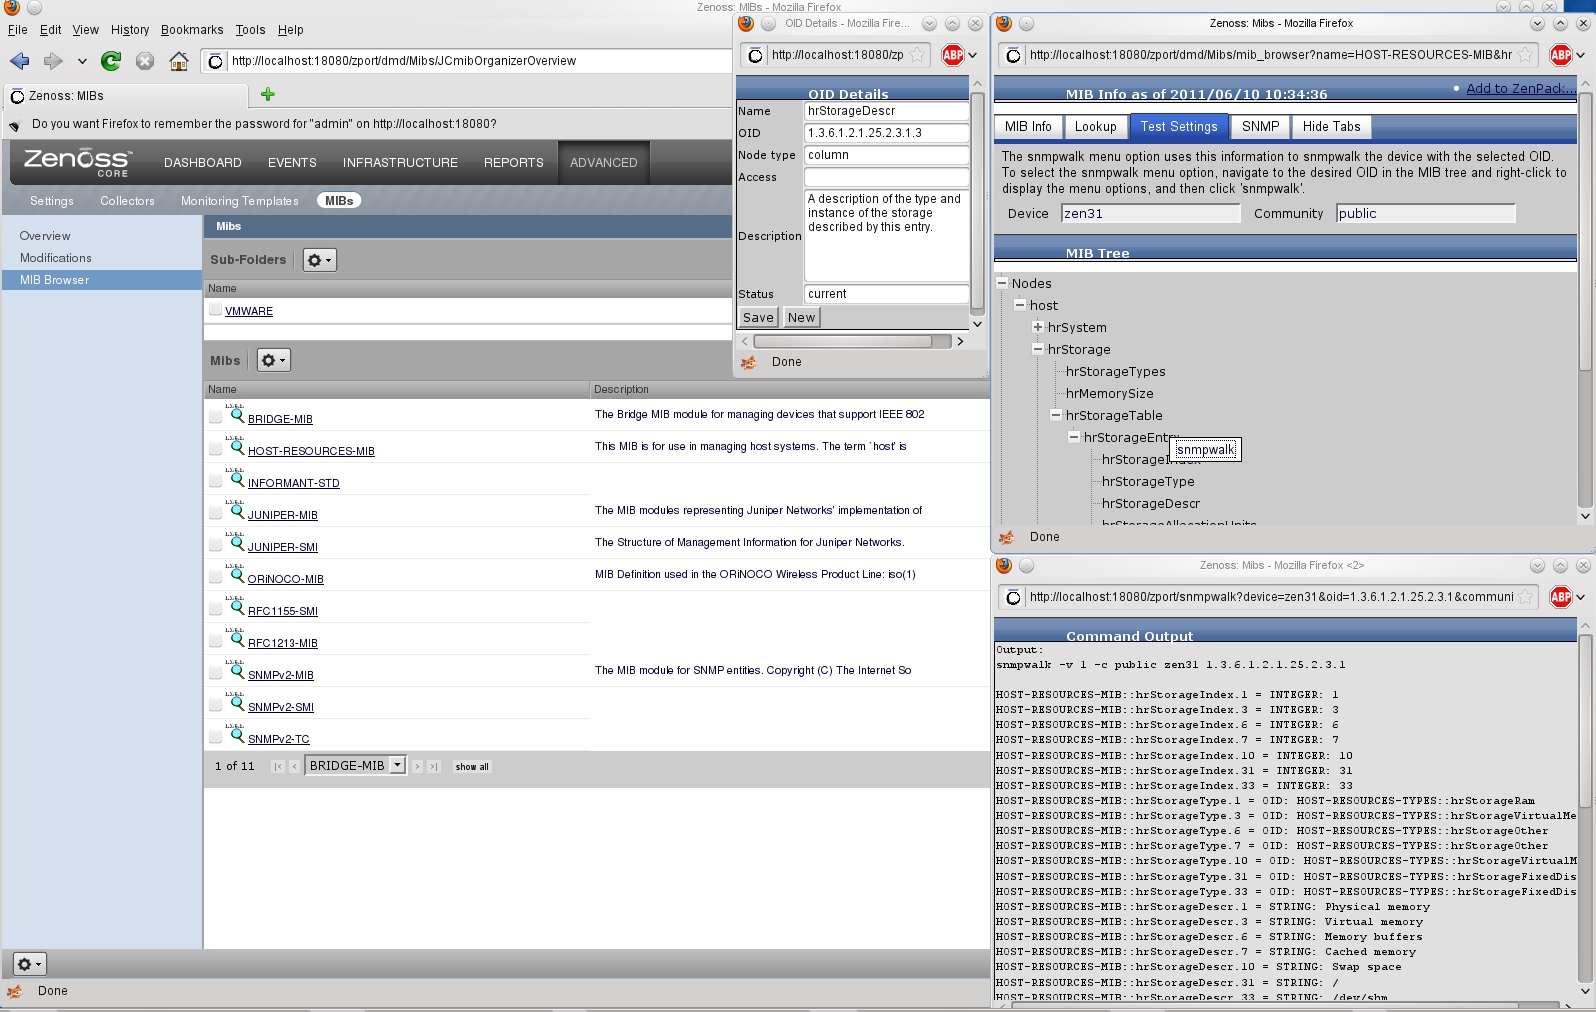 Zenoss: MIBs - Mozilla Firefox
File Edit View History Bookmarks Tools Help
http://localhost:18080/zport/dmd/Mibs/JCmibOrganizerOverview
Zenoss: MIBs
Do you want Firefox to remember the password for "admin" on http://localhost:18080?
Zenoss CORE
DASHBOARD EVENTS INFRASTRUCTURE REPORTS ADVANCED
Settings Collectors Monitoring Templates MIBs
Overview
Modifications
MIB Browser
Mibs
Sub-Folders
Name
VMWARE
Mibs
Name Description
BRIDGE-MIB The Bridge MIB module for managing devices that support IEEE 802
HOST-RESOURCES-MIB This MIB is for use in managing host systems. The term `host' is
INFORMANT-STD
JUNIPER-MIB The MIB modules representing Juniper Networks' implementation of
JUNIPER-SMI The Structure of Management Information for Juniper Networks.
ORiNOCO-MIB MIB Definition used in the ORiNOCO Wireless Product Line: iso(1)
RFC1155-SMI
RFC1213-MIB
SNMPv2-MIB The MIB module for SNMP entities. Copyright (C) The Internet So
SNMPv2-SMI
SNMPv2-TC
1 of 11 BRIDGE-MIB show all
Done
OID Details - Mozilla Fire...
http://localhost:18080/zp ABP
OID Details
Name hrStorageDescr
OID 1.3.6.1.2.1.25.2.3.1.3
Node type column
Access
Description A description of the type and
instance of the storage
described by this entry.
Status current
Save New
Done
Zenoss: Mibs - Mozilla Firefox
http://localhost:18080/zport/dmd/Mibs/mib_browser?name=HOST-RESOURCES-MIB&hr ABP
MIB Info as of 2011/06/10 10:34:36 • Add to ZenPack...
MIB Info Lookup Test Settings SNMP Hide Tabs
The snmpwalk menu option uses this information to snmpwalk the device with the selected OID.
To select the snmpwalk menu option, navigate to the desired OID in the MIB tree and right-click to
display the menu options, and then click 'snmpwalk'.
Device zen31 Community public
MIB Tree
Nodes
host
hrSystem
hrStorage
hrStorageTypes
hrMemorySize
hrStorageTable
hrStorageEntry
snmpwalk
hrStorageIndex
hrStorageType
hrStorageDescr
hrStorageAllocationUnits
Done
Zenoss: Mibs - Mozilla Firefox <2>
http://localhost:18080/zport/snmpwalk?device=zen31&oid=1.3.6.1.2.1.25.2.3.1&communi ABP
Command Output
Output:
snmpwalk -v 1 -c public zen31 1.3.6.1.2.1.25.2.3.1
HOST-RESOURCES-MIB::hrStorageIndex.1 = INTEGER: 1
HOST-RESOURCES-MIB::hrStorageIndex.3 = INTEGER: 3
HOST-RESOURCES-MIB::hrStorageIndex.6 = INTEGER: 6
HOST-RESOURCES-MIB::hrStorageIndex.7 = INTEGER: 7
HOST-RESOURCES-MIB::hrStorageIndex.10 = INTEGER: 10
HOST-RESOURCES-MIB::hrStorageIndex.31 = INTEGER: 31
HOST-RESOURCES-MIB::hrStorageIndex.33 = INTEGER: 33
HOST-RESOURCES-MIB::hrStorageType.1 = OID: HOST-RESOURCES-TYPES::hrStorageRam
HOST-RESOURCES-MIB::hrStorageType.3 = OID: HOST-RESOURCES-TYPES::hrStorageVirtualMe
HOST-RESOURCES-MIB::hrStorageType.6 = OID: HOST-RESOURCES-TYPES::hrStorageOther
HOST-RESOURCES-MIB::hrStorageType.7 = OID: HOST-RESOURCES-TYPES::hrStorageOther
HOST-RESOURCES-MIB::hrStorageType.10 = OID: HOST-RESOURCES-TYPES::hrStorageVirtualM
HOST-RESOURCES-MIB::hrStorageType.31 = OID: HOST-RESOURCES-TYPES::hrStorageFixedDis
HOST-RESOURCES-MIB::hrStorageType.33 = OID: HOST-RESOURCES-TYPES::hrStorageFixedDis
HOST-RESOURCES-MIB::hrStorageDescr.1 = STRING: Physical memory
HOST-RESOURCES-MIB::hrStorageDescr.3 = STRING: Virtual memory
HOST-RESOURCES-MIB::hrStorageDescr.6 = STRING: Memory buffers
HOST-RESOURCES-MIB::hrStorageDescr.7 = STRING: Cached memory
HOST-RESOURCES-MIB::hrStorageDescr.10 = STRING: Swap space
HOST-RESOURCES-MIB::hrStorageDescr.31 = STRING: /
HOST-RESOURCES-MIB::hrStorageDescr.33 = STRING: /dev/shm